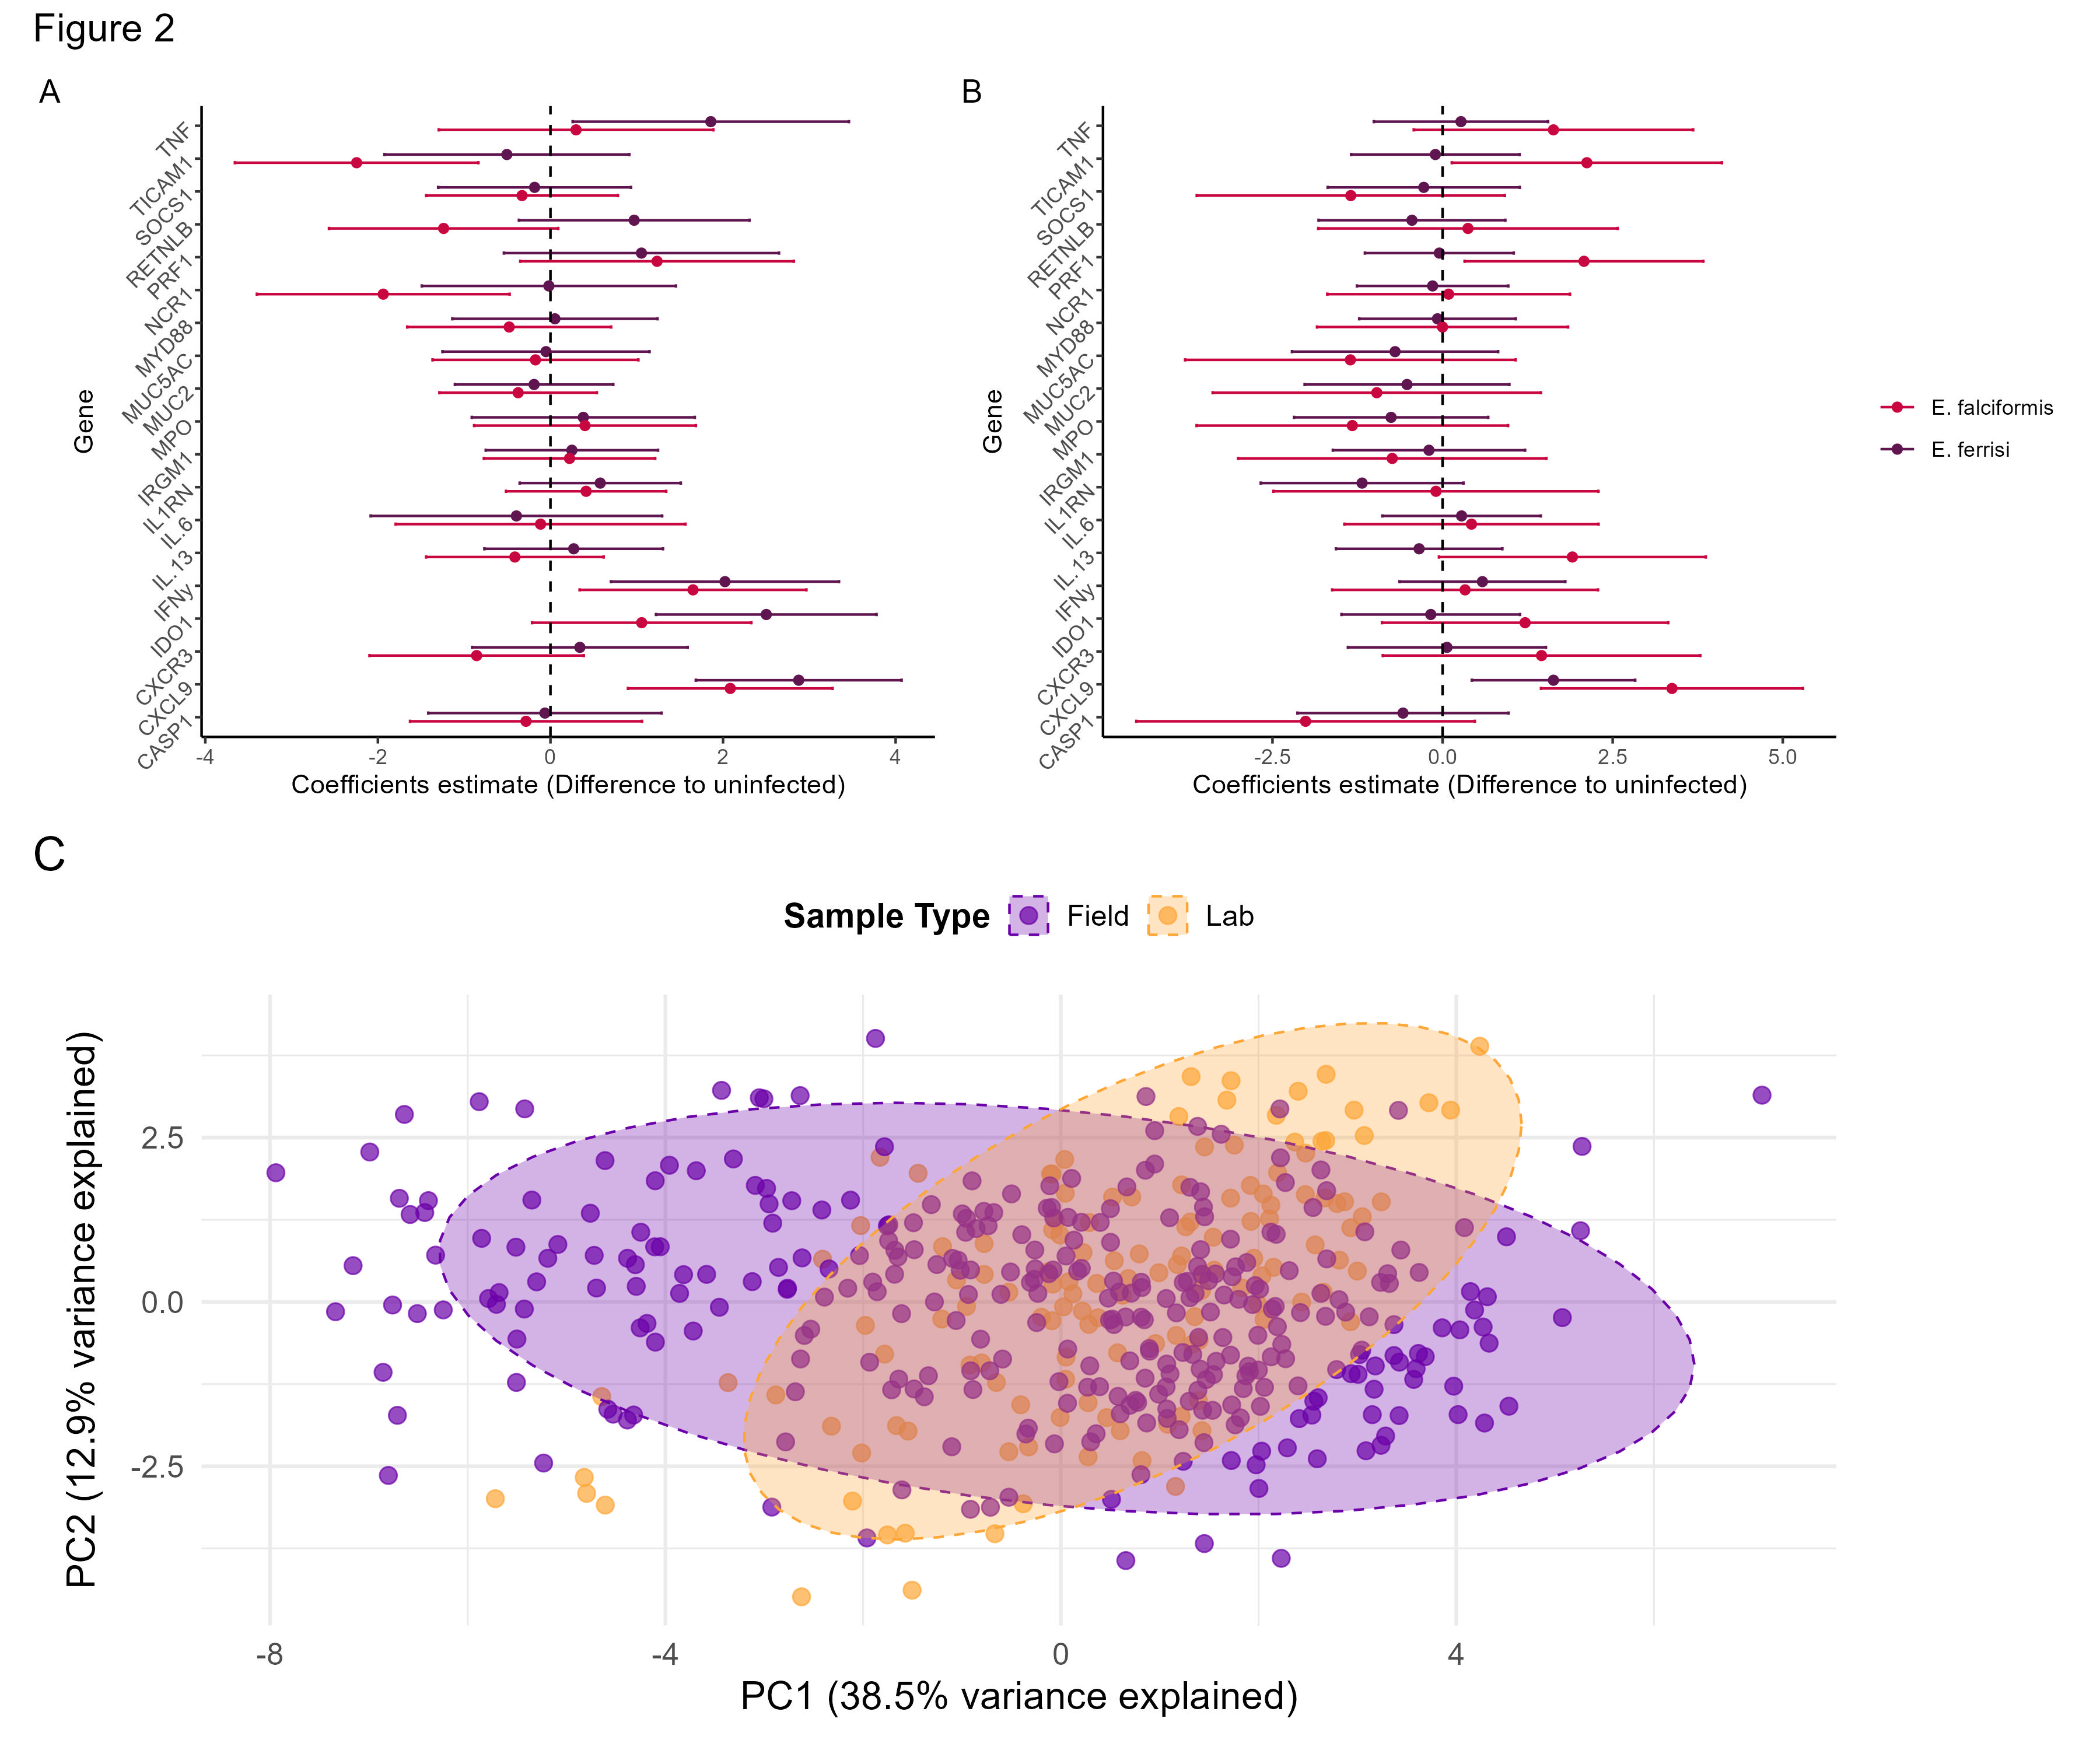 Figure 2
A
Gene
TNF
TICAM1
SOCS1
RETNLB
PRF1
NCR1
MYD88
MUC5AC
MUC2
MPO
IRGM1
IL1RN
IL.6
IL.13
IFNy
IDO1
CXCR3
CXCL9
CASP1
-4 -2 0 2 4
Coefficients estimate (Difference to uninfected)
B
Gene
TNF
TICAM1
SOCS1
RETNLB
PRF1
NCR1
MYD88
MUC5AC
MUC2
MPO
IRGM1
IL1RN
IL.6
IL.13
IFNy
IDO1
CXCR3
CXCL9
CASP1
-2.5 0.0 2.5 5.0
Coefficients estimate (Difference to uninfected)
E. falciformis
E. ferrisi
C
Sample Type Field Lab
PC2 (12.9% variance explained)
2.5
0.0
-2.5
-8 -4 0 4
PC1 (38.5% variance explained)